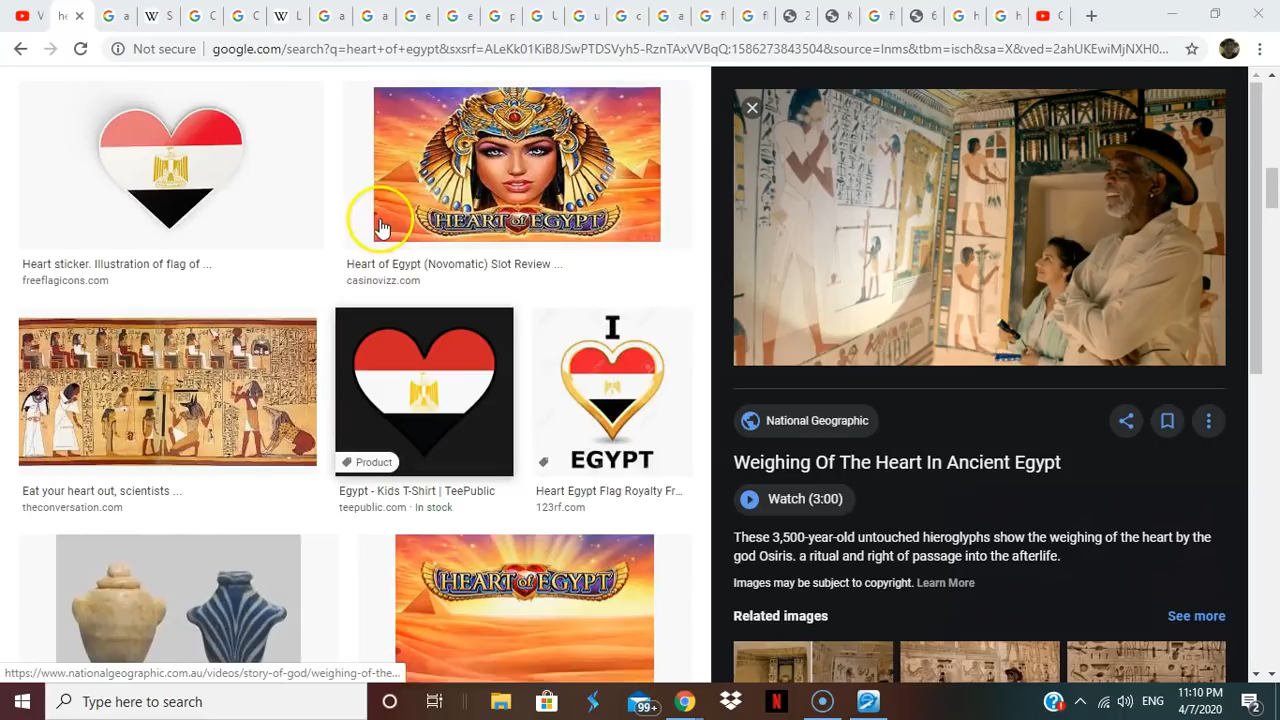 he
a
S
G
C
L
a
a
e
e
p
U
u
c
a
fl
fl
2
K
fl
6
h
h
C
Not secure
google.com/search?q=heart+of+egypt&sxsrf=ALeKk01KiB8JSwPTDSVyh5-RznTAxVVBqQ:1586273843504&source=lnms&tbm=isch&sa=X&ved=2ahUKEwiMjNXH0...
HEART of EGYPT
Heart sticker. Illustration of flag of ...
freeflagicons.com
Heart of Egypt (Novomatic) Slot Review ...
casinovizz.com
I
EGYPT
Product
Eat your heart out, scientists ...
theconversation.com
Egypt - Kids T-Shirt | TeePublic
teepublic.com · In stock
Heart Egypt Flag Royalty Fr...
123rf.com
HEART of EGYPT
National Geographic
Weighing Of The Heart In Ancient Egypt
Watch (3:00)
These 3,500-year-old untouched hieroglyphs show the weighing of the heart by the
god Osiris. a ritual and right of passage into the afterlife.
Images may be subject to copyright. Learn More
Related images
See more
https://www.nationalgeographic.com.au/videos/story-of-god/weighing-of-the...
Type here to search
99+
N
ENG
11:10 PM
4/7/2020
2